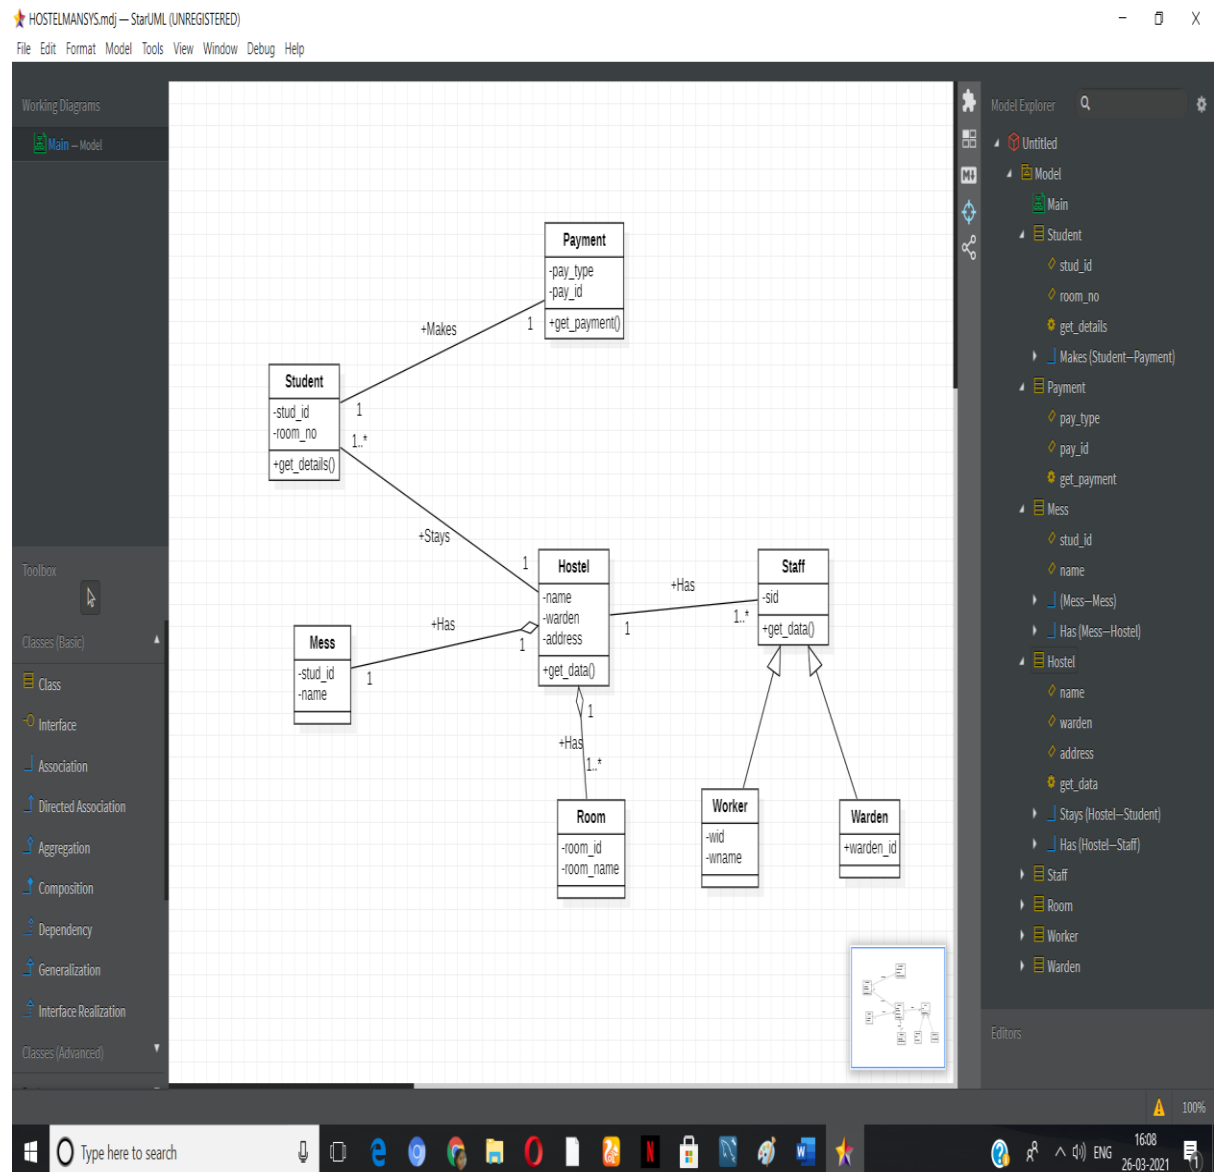 HOSTELMANSYS.mdj — StarUML (UNREGISTERED)
File Edit Format Model Tools View Window Debug Help
Working Diagrams
Main — Model
Payment
-pay_type
-pay_id
+get_payment()
+Makes
1
1
Student
-stud_id
-room_no
+get_details()
1..*
+Stays
1
Hostel
-name
-warden
-address
+get_data()
+Has
1
1..*
Staff
-sid
+get_data()
Mess
-stud_id
-name
+Has
1
1
1
+Has
1..*
Room
-room_id
-room_name
Worker
-wid
-wname
Warden
+warden_id
Toolbox
Classes (Basic)
Class
Interface
Association
Directed Association
Aggregation
Composition
Dependency
Generalization
Interface Realization
Classes (Advanced)
Model Explorer
Untitled
Model
Main
Student
stud_id
room_no
get_details
Makes (Student—Payment)
Payment
pay_type
pay_id
get_payment
Mess
stud_id
name
(Mess—Mess)
Has (Mess—Hostel)
Hostel
name
warden
address
get_data
Stays (Hostel—Student)
Has (Hostel—Staff)
Staff
Room
Worker
Warden
Editors
100%
Type here to search
ENG
16:08
26-03-2021
1